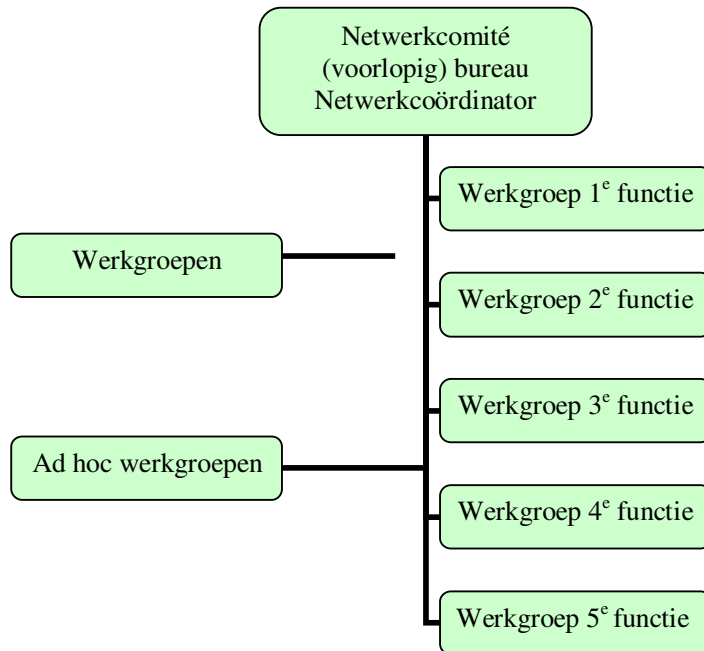 Netwerkcomité
(voorlopig) bureau
Netwerkcoördinator
Werkgroep 1e functie
Werkgroepen
Werkgroep 2e functie
Werkgroep 3e functie
Ad hoc werkgroepen
Werkgroep 4e functie
Werkgroep 5e functie